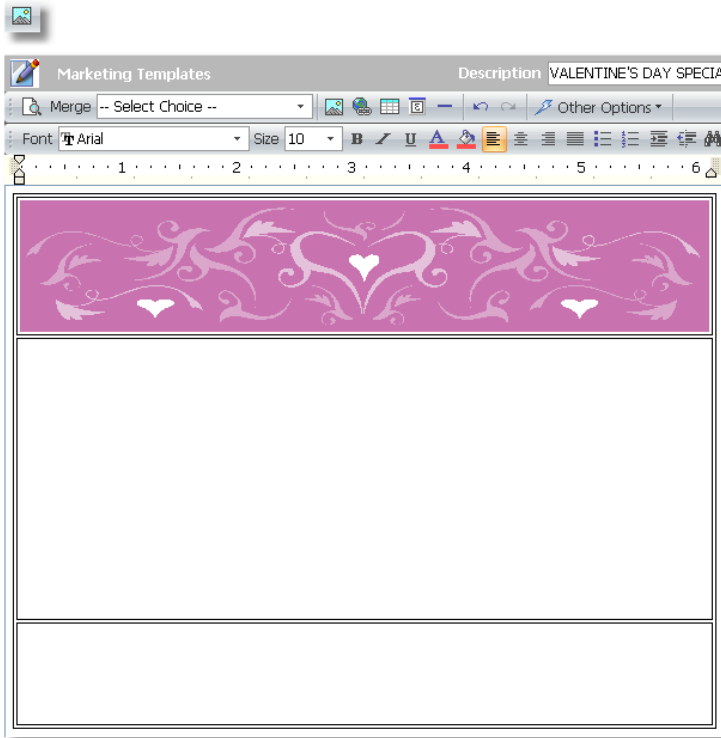 Marketing Templates Description VALENTINE'S DAY SPECIA
Merge -- Select Choice -- Other Options
Font Arial Size 10 B I U A
1 2 3 4 5 6